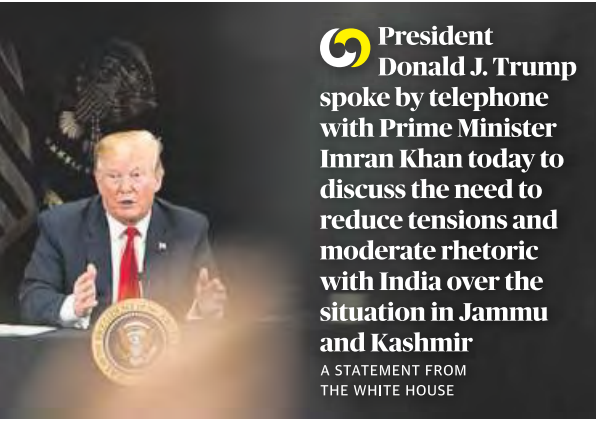 President
Donald J. Trump
spoke by telephone
with Prime Minister
Imran Khan today to
discuss the need to
reduce tensions and
moderate rhetoric
with India over the
situation in Jammu
and Kashmir
A STATEMENT FROM
THE WHITE HOUSE